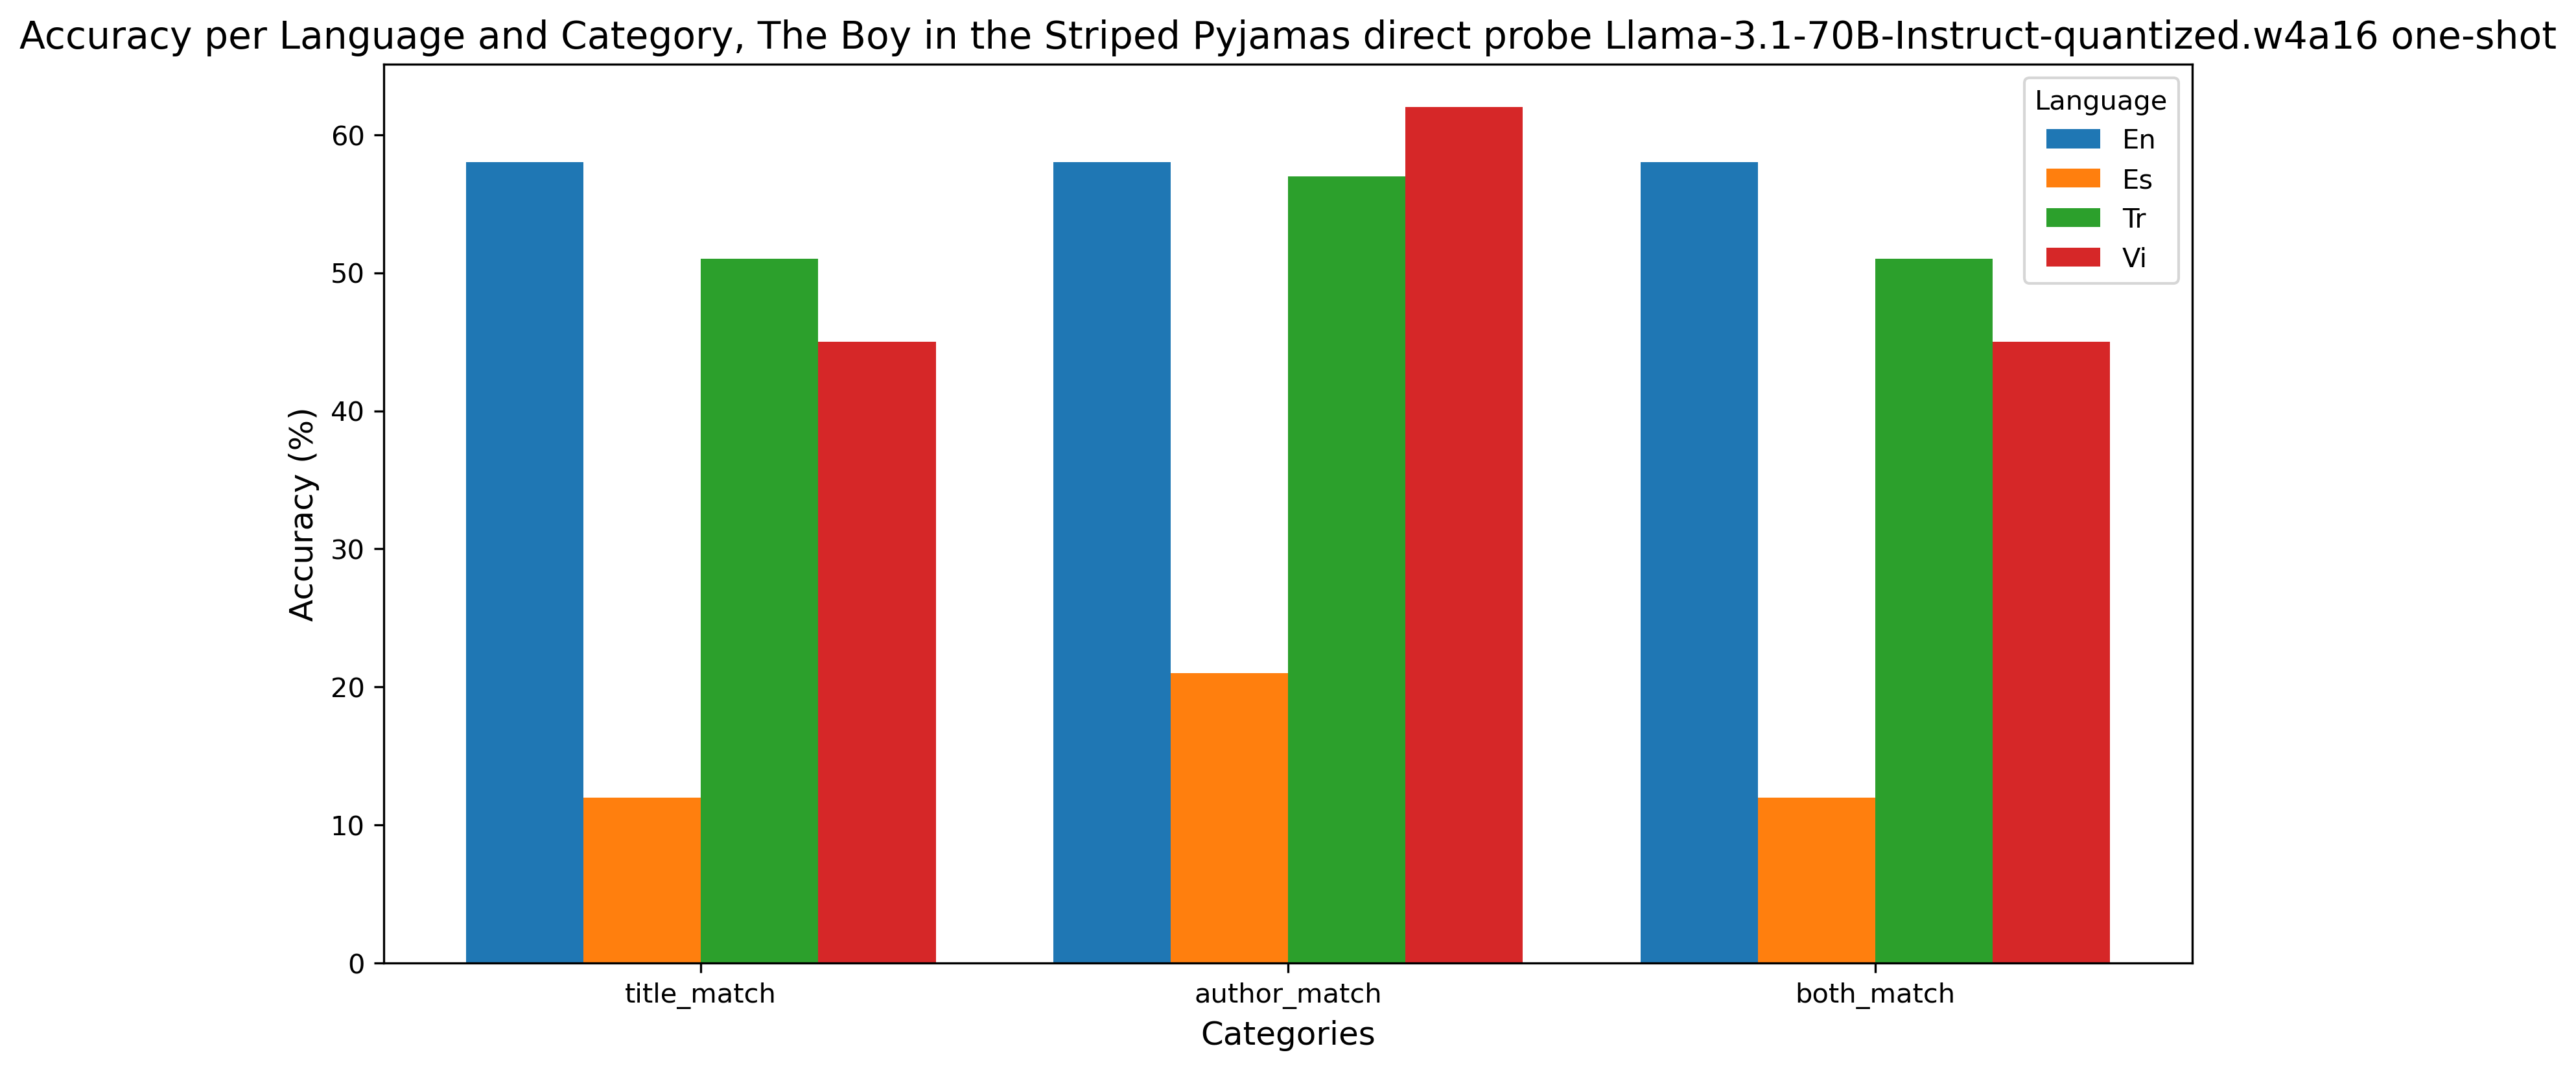 Accuracy per Language and Category, The Boy in the Striped Pyjamas direct probe Llama-3.1-70B-Instruct-quantized.w4a16 one-shot
Language
En
Es
Tr
Vi
Accuracy (%)
60
50
40
30
20
10
0
title_match author_match both_match
Categories